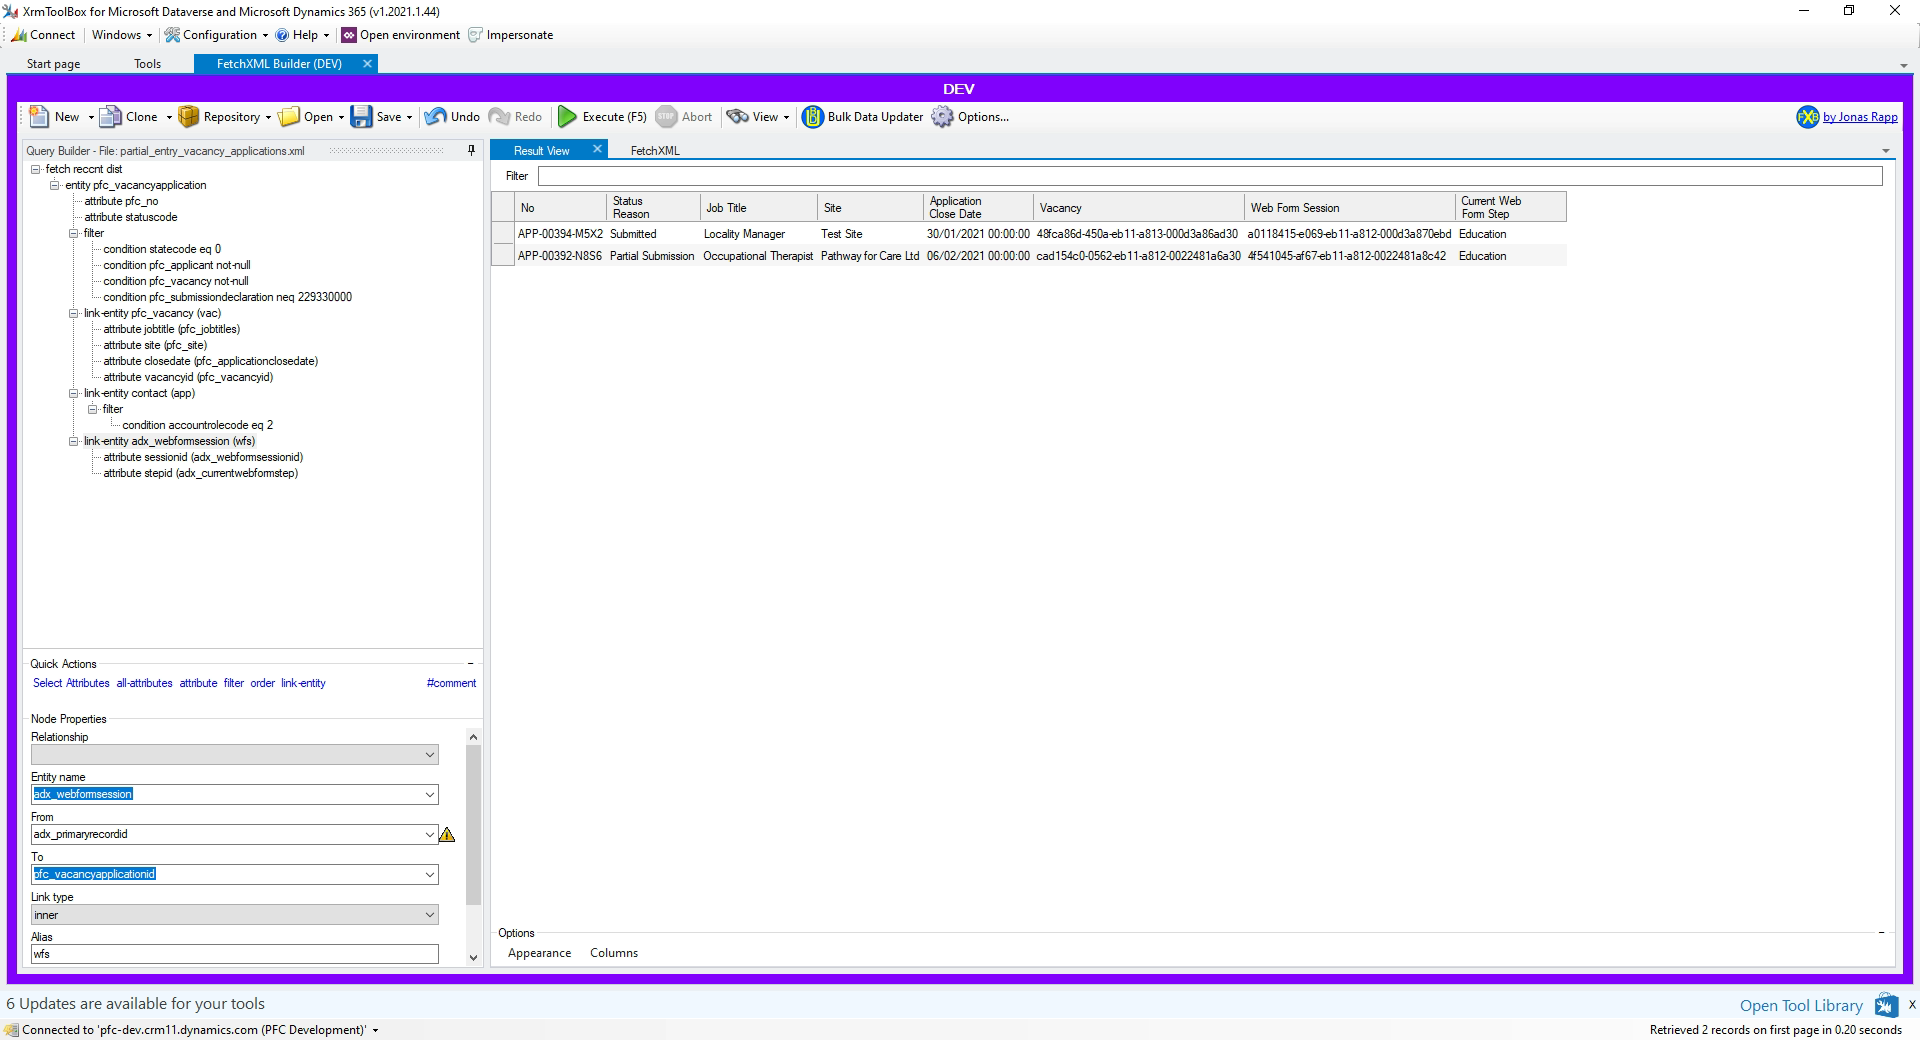 XrmToolBox for Microsoft Dataverse and Microsoft Dynamics 365 (v1.2021.1.44)
Connect Windows Configuration Help Open environment Impersonate
Start page Tools FetchXML Builder (DEV)
DEV
New Clone Repository Open Save Undo Redo Execute (F5) STOP Abort View Bulk Data Updater Options... FXB by Jonas Rapp
Query Builder - File: partial_entry_vacancy_applications.xml
fetch reccnt dist
entity pfc_vacancyapplication
attribute pfc_no
attribute statuscode
filter
condition statecode eq 0
condition pfc_applicant not-null
condition pfc_vacancy not-null
condition pfc_submissiondeclaration neq 229330000
link-entity pfc_vacancy (vac)
attribute jobtitle (pfc_jobtitles)
attribute site (pfc_site)
attribute closedate (pfc_applicationclosedate)
attribute vacancyid (pfc_vacancyid)
link-entity contact (app)
filter
condition accountrolecode eq 2
link-entity adx_webformsession (wfs)
attribute sessionid (adx_webformsessionid)
attribute stepid (adx_currentwebformstep)
Quick Actions
Select Attributes all-attributes attribute filter order link-entity #comment
Node Properties
Relationship
Entity name
adx_webformsession
From
adx_primaryrecordid
To
pfc_vacancyapplicationid
Link type
inner
Alias
wfs
Result View FetchXML
Filter
No Status Reason Job Title Site Application Close Date Vacancy Web Form Session Current Web Form Step
APP-00394-M5X2 Submitted Locality Manager Test Site 30/01/2021 00:00:00 48fca86d-450a-eb11-a813-000d3a86ad30 a0118415-e069-eb11-a812-000d3a870ebd Education
APP-00392-N8S6 Partial Submission Occupational Therapist Pathway for Care Ltd 06/02/2021 00:00:00 cad154c0-0562-eb11-a812-0022481a6a30 4f541045-af67-eb11-a812-0022481a8c42 Education
Options
Appearance Columns
6 Updates are available for your tools
Open Tool Library X
Connected to 'pfc-dev.crm11.dynamics.com (PFC Development)'
Retrieved 2 records on first page in 0.20 seconds